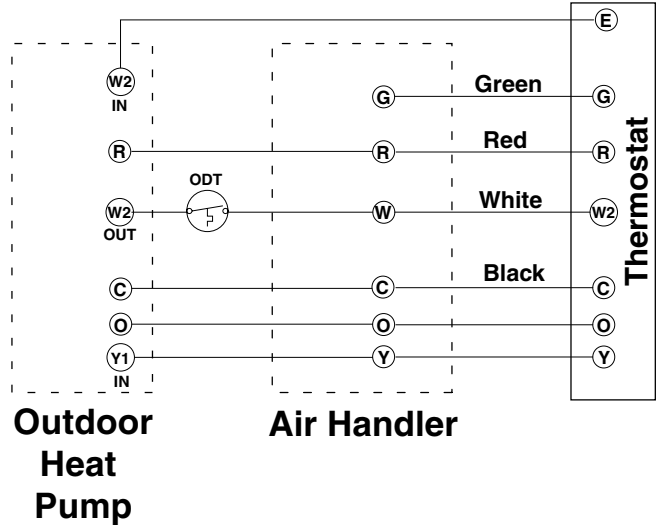 E
W2
IN
G
Green
G
R
R
Red
R
ODT
W2
OUT
W
White
W2
C
C
Black
C
O
O
O
Y1
IN
Y
Y
Thermostat
Outdoor
Heat
Pump
Air Handler